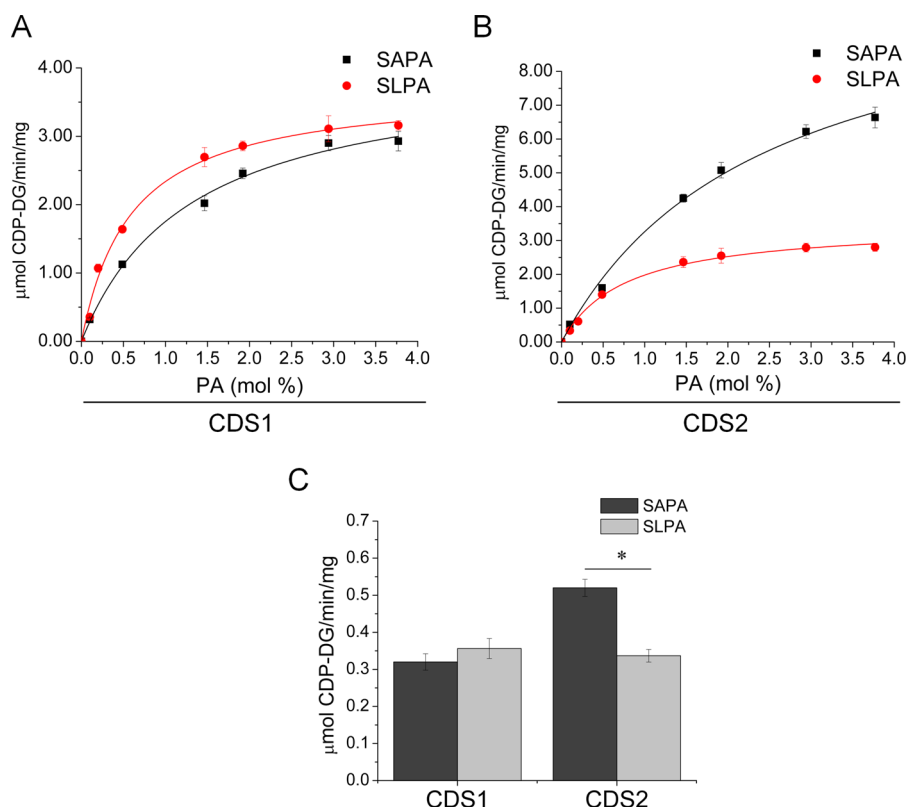 A
SAPA
SLPA
4.00
3.00
2.00
1.00
0.00
µmol CDP-DG/min/mg
0.0 0.5 1.0 1.5 2.0 2.5 3.0 3.5 4.0
PA (mol %)
CDS1
B
SAPA
SLPA
8.00
7.00
6.00
5.00
4.00
3.00
2.00
1.00
0.00
µmol CDP-DG/min/mg
0.0 0.5 1.0 1.5 2.0 2.5 3.0 3.5 4.0
PA (mol %)
CDS2
C
SAPA
SLPA
0.7
0.6
0.5
0.4
0.3
0.2
0.1
0.0
µmol CDP-DG/min/mg
*
CDS1 CDS2